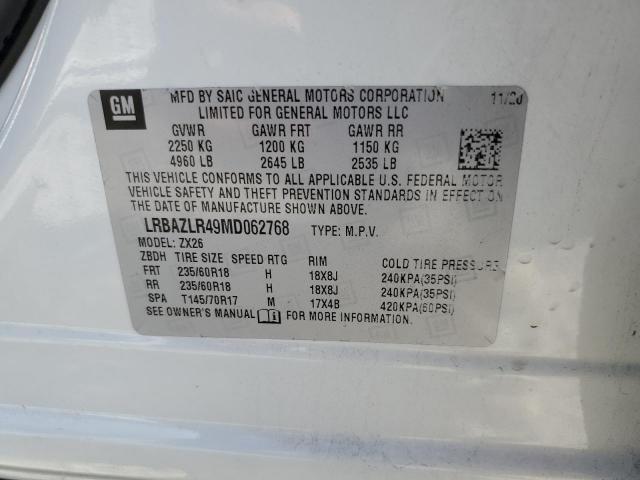 GM
MFD BY SAIC GENERAL MOTORS CORPORATION 11/20
LIMITED FOR GENERAL MOTORS LLC
GVWR GAWR FRT GAWR RR
2250 KG 1200 KG 1150 KG
4960 LB 2645 LB 2535 LB
THIS VEHICLE CONFORMS TO ALL APPLICABLE U.S. FEDERAL MOTOR
VEHICLE SAFETY AND THEFT PREVENTION STANDARDS IN EFFECT ON
THE DATE OF MANUFACTURE SHOWN ABOVE.
LRBAZLR49MD062768 TYPE: M.P.V.
MODEL: ZX26
ZBDH TIRE SIZE SPEED RTG RIM COLD TIRE PRESSURE
FRT 235/60R18 H 18X8J 240KPA(35PSI)
RR 235/60R18 H 18X8J 240KPA(35PSI)
SPA T145/70R17 M 17X4B 420KPA(60PSI)
SEE OWNER'S MANUAL FOR MORE INFORMATION.